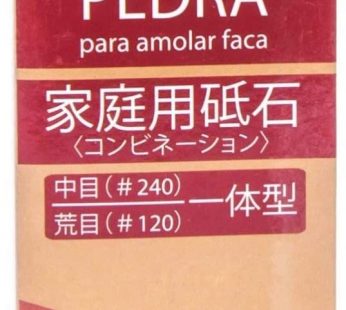 PEDRA
para amolar faca
家庭用砥石
〈コンビネーション〉
中目(#240)
荒目(#120)
一体型